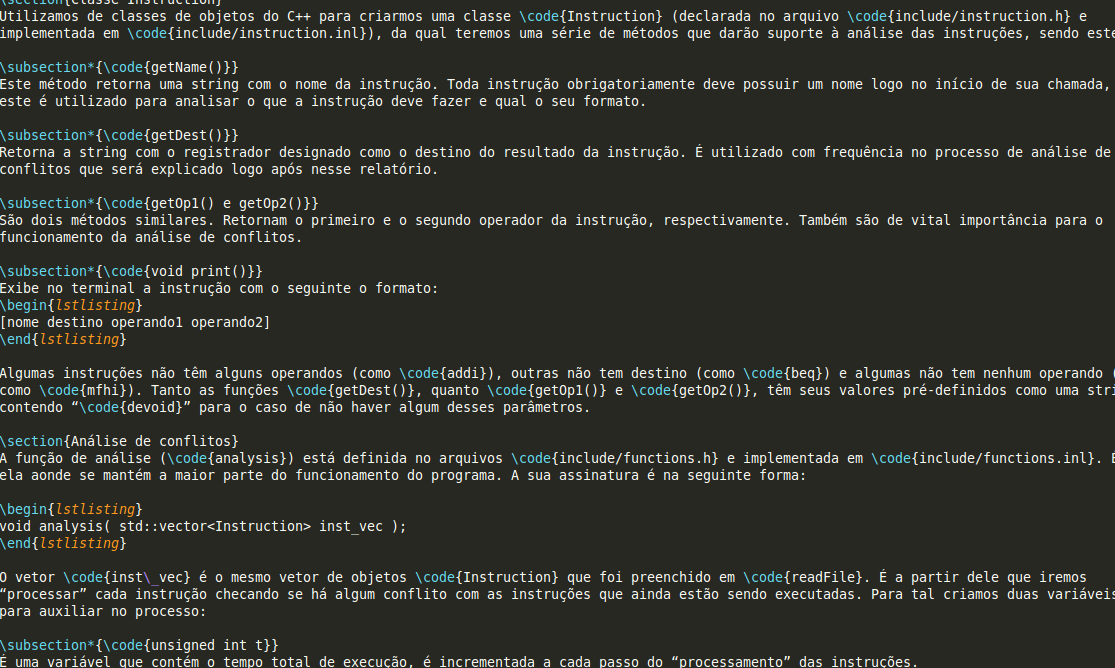 \section{Classe Instruction}
Utilizamos de classes de objetos do C++ para criarmos uma classe \code{Instruction} (declarada no arquivo \code{include/instruction.h} e
implementada em \code{include/instruction.inl}), da qual teremos uma série de métodos que darão suporte à análise das instruções, sendo este
\subsection*{\code{getName()}}
Este método retorna uma string com o nome da instrução. Toda instrução obrigatoriamente deve possuir um nome logo no início de sua chamada,
este é utilizado para analisar o que a instrução deve fazer e qual o seu formato.
\subsection*{\code{getDest()}}
Retorna a string com o registrador designado como o destino do resultado da instrução. É utilizado com frequência no processo de análise de
conflitos que será explicado logo após nesse relatório.
\subsection*{\code{getOp1() e getOp2()}}
São dois métodos similares. Retornam o primeiro e o segundo operador da instrução, respectivamente. Também são de vital importância para o
funcionamento da análise de conflitos.
\subsection*{\code{void print()}}
Exibe no terminal a instrução com o seguinte o formato:
\begin{lstlisting}
[nome destino operando1 operando2]
\end{lstlisting}
Algumas instruções não têm alguns operandos (como \code{addi}), outras não tem destino (como \code{beq}) e algumas não tem nenhum operando (
como \code{mfhi}). Tanto as funções \code{getDest()}, quanto \code{getOp1()} e \code{getOp2()}, têm seus valores pré-definidos como uma stri
contendo “\code{devoid}” para o caso de não haver algum desses parâmetros.
\section{Análise de conflitos}
A função de análise (\code{analysis}) está definida no arquivos \code{include/functions.h} e implementada em \code{include/functions.inl}. É
ela aonde se mantém a maior parte do funcionamento do programa. A sua assinatura é na seguinte forma:
\begin{lstlisting}
void analysis( std::vector<Instruction> inst_vec );
\end{lstlisting}
O vetor \code{inst\_vec} é o mesmo vetor de objetos \code{Instruction} que foi preenchido em \code{readFile}. É a partir dele que iremos
“processar” cada instrução checando se há algum conflito com as instruções que ainda estão sendo executadas. Para tal criamos duas variáveis
para auxiliar no processo:
\subsection*{\code{unsigned int t}}
É uma variável que contém o tempo total de execução, é incrementada a cada passo do “processamento” das instruções.